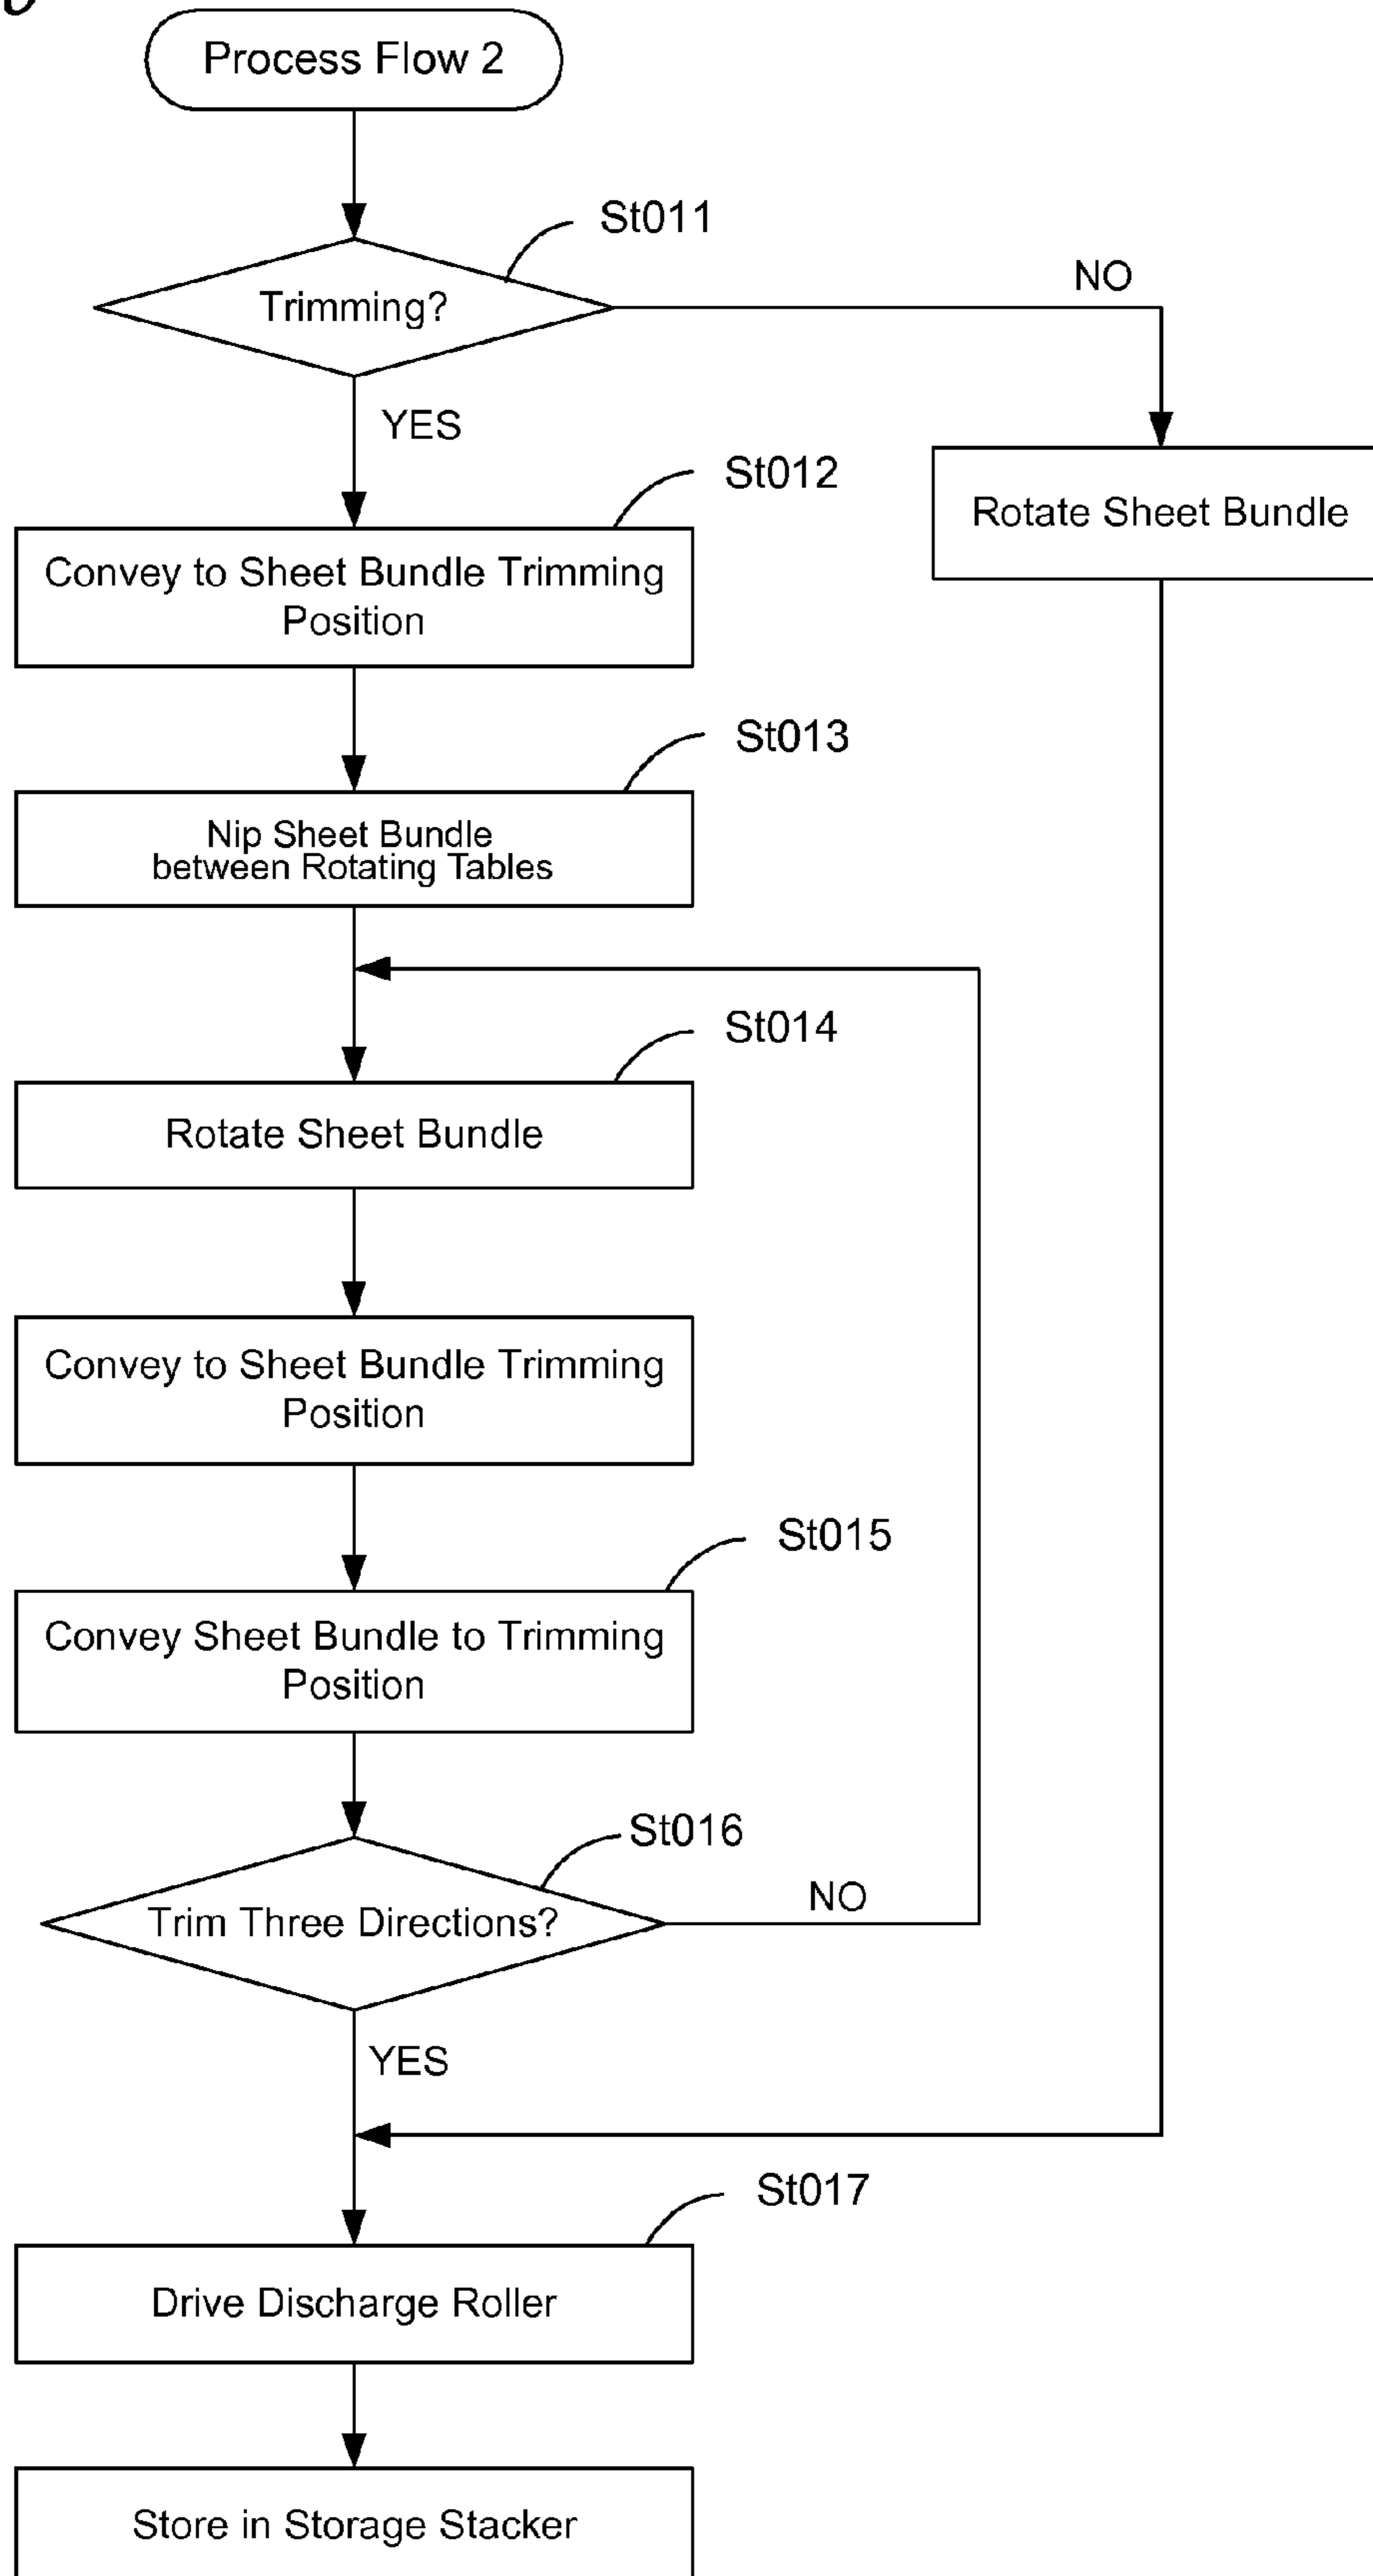 Process Flow 2
St011
Trimming?
NO
YES
St012
Convey to Sheet Bundle Trimming
Position
Rotate Sheet Bundle
St013
Nip Sheet Bundle
between Rotating Tables
St014
Rotate Sheet Bundle
Convey to Sheet Bundle Trimming
Position
St015
Convey Sheet Bundle to Trimming
Position
St016
Trim Three Directions?
NO
YES
St017
Drive Discharge Roller
Store in Storage Stacker